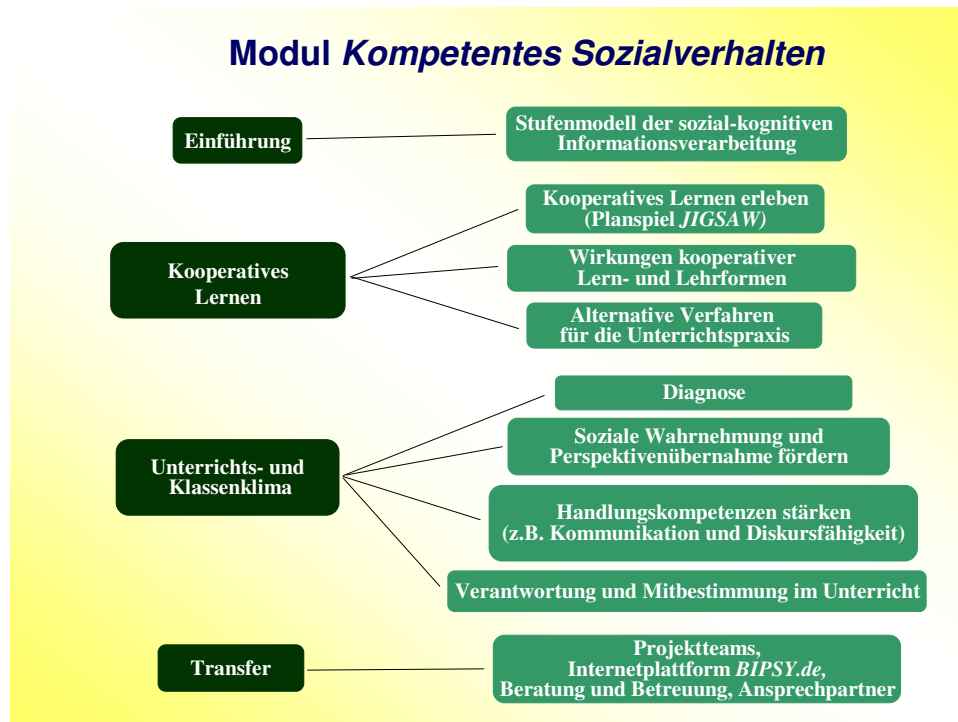 Modul Kompetentes Sozialverhalten
Einführung
Stufenmodell der sozial-kognitiven
Informationsverarbeitung
Kooperatives
Lernen
Kooperatives Lernen erleben
(Planspiel JIGSAW)
Wirkungen kooperativer
Lern- und Lehrformen
Alternative Verfahren
für die Unterrichtspraxis
Unterrichts- und
Klassenklima
Diagnose
Soziale Wahrnehmung und
Perspektivenübernahme fördern
Handlungskompetenzen stärken
(z.B. Kommunikation und Diskursfähigkeit)
Verantwortung und Mitbestimmung im Unterricht
Transfer
Projektteams,
Internetplattform BIPSY.de,
Beratung und Betreuung, Ansprechpartner